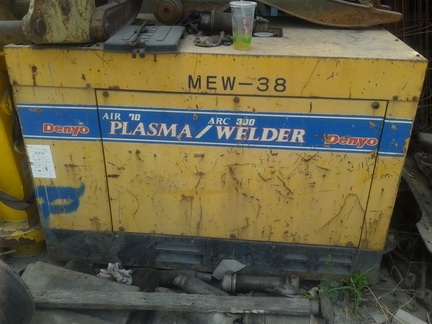 MEW-38
AIR 70 ARC 300
Denyo PLASMA/WELDER Denyo